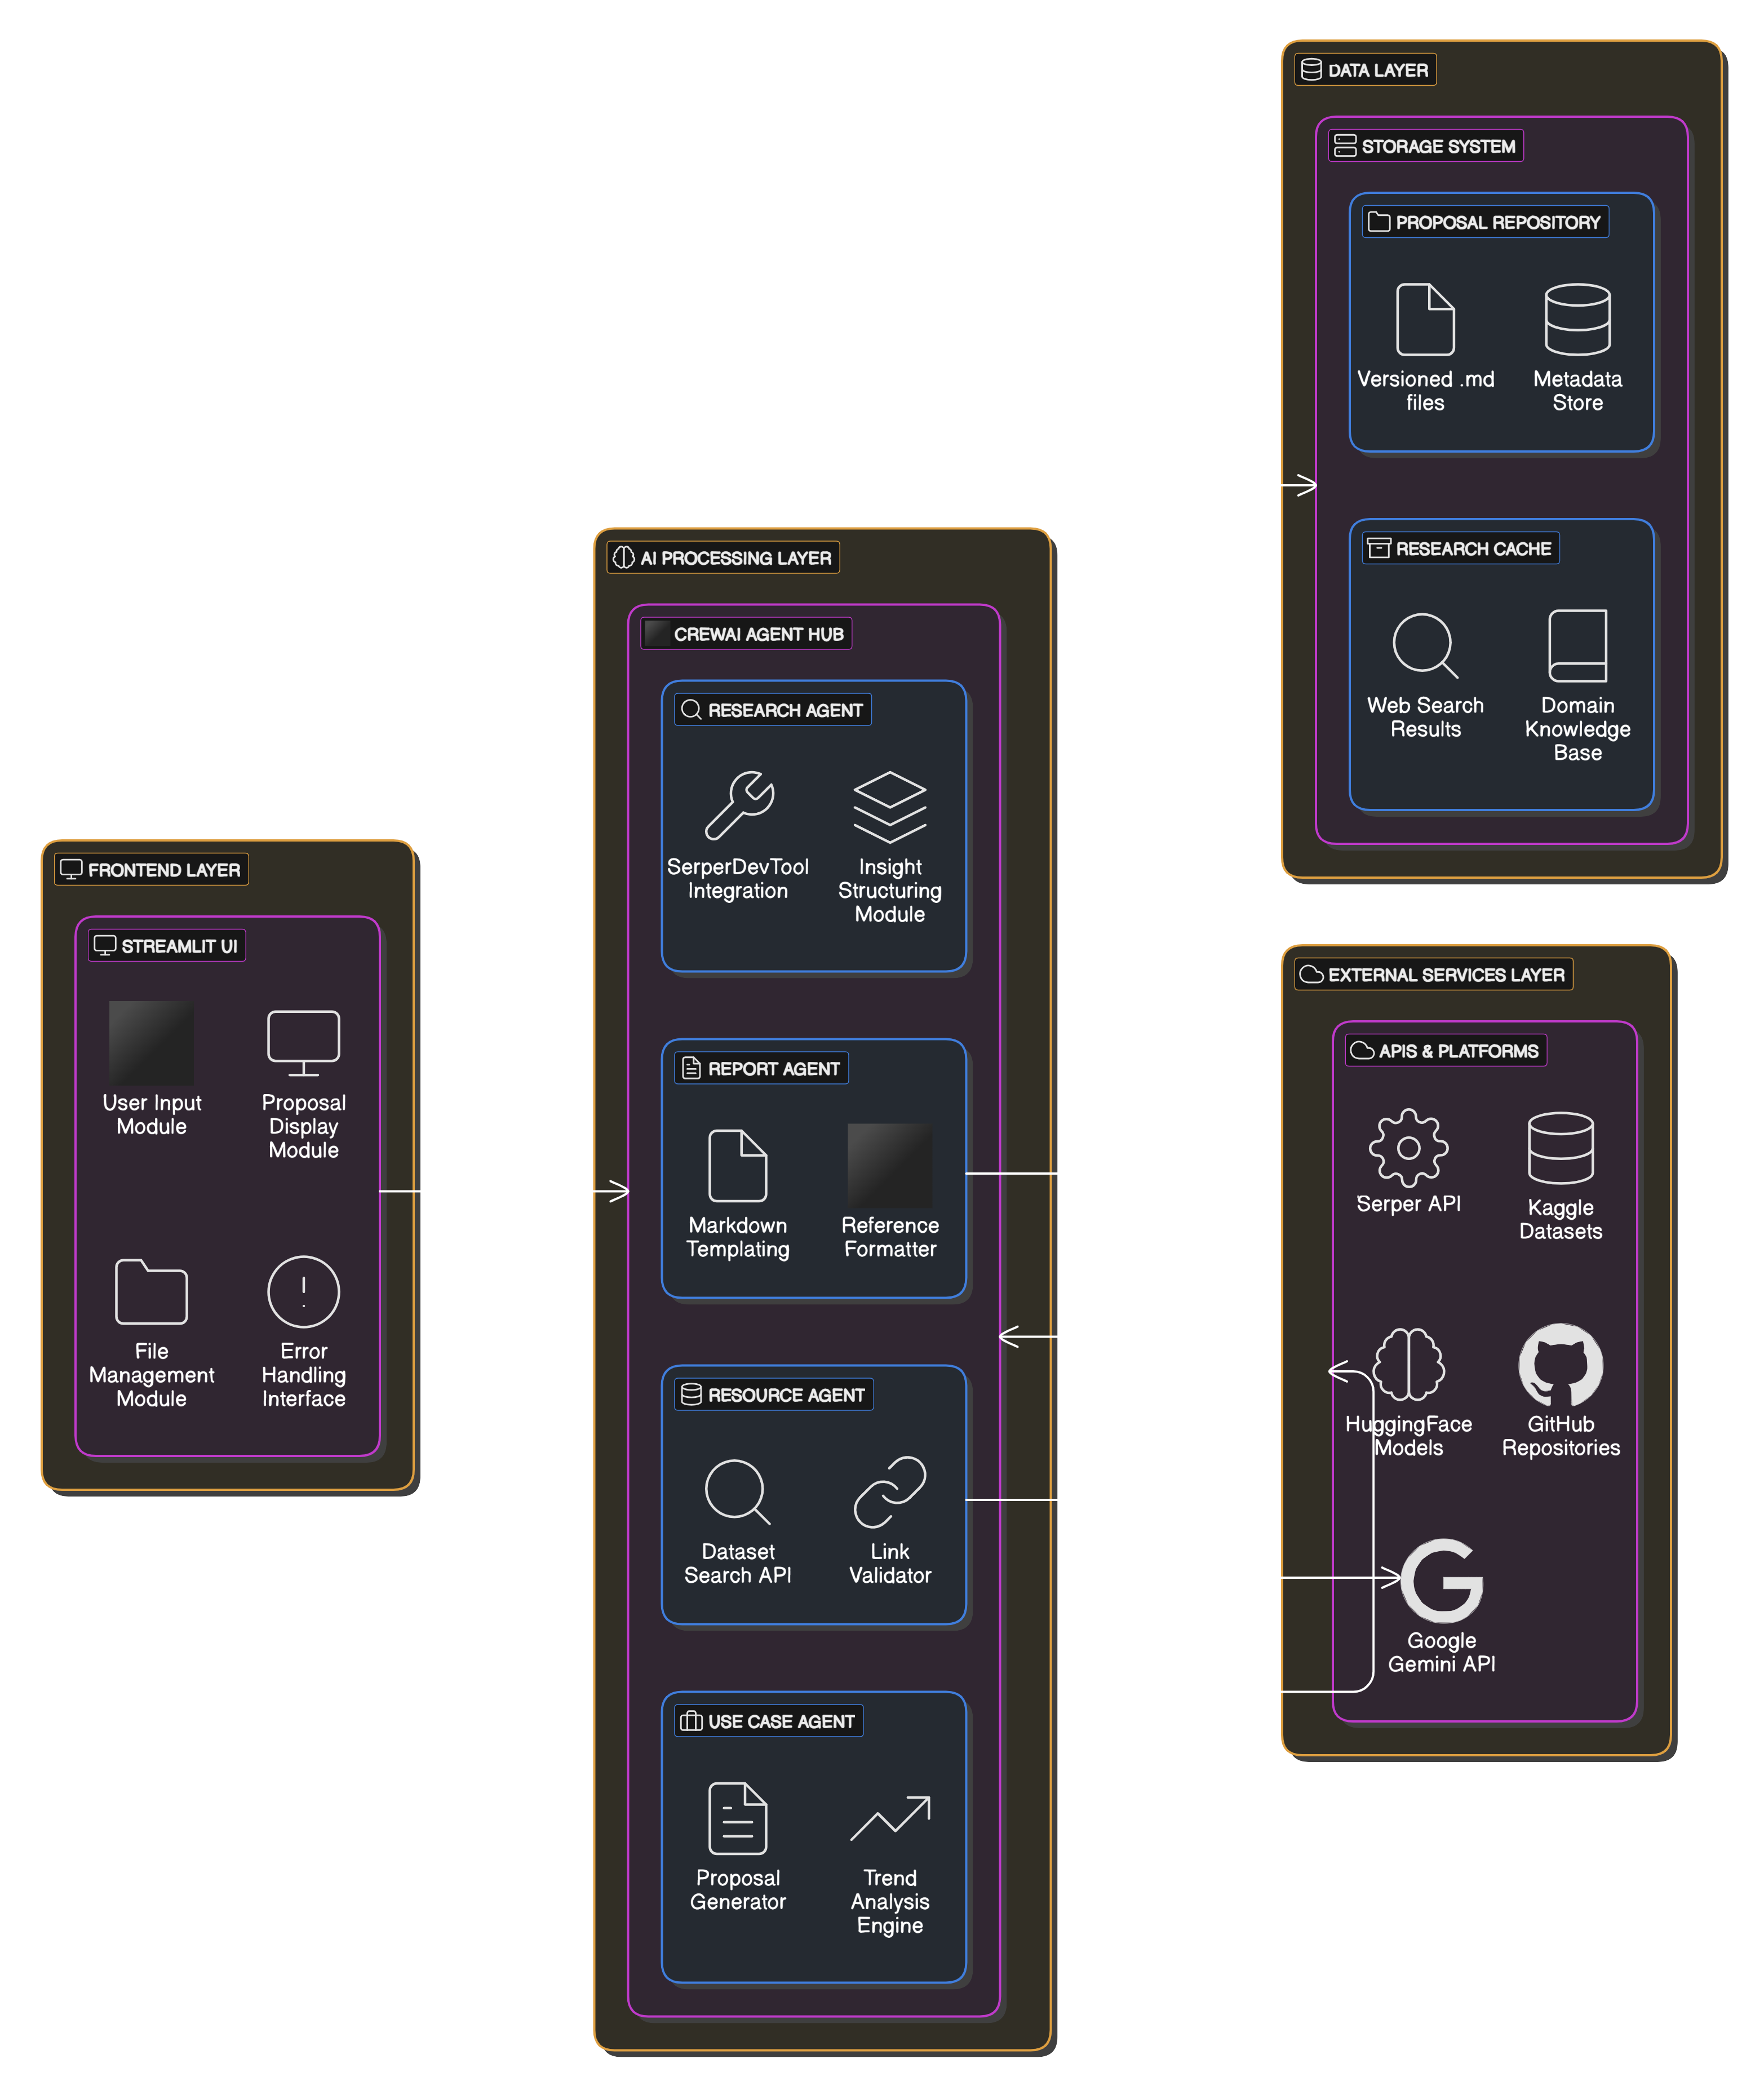 FRONTEND LAYER
STREAMLIT UI
User Input
Module
Proposal
Display
Module
File
Management
Module
Error
Handling
Interface
AI PROCESSING LAYER
CREWAI AGENT HUB
RESEARCH AGENT
SerperDevTool
Integration
Insight
Structuring
Module
REPORT AGENT
Markdown
Templating
Reference
Formatter
RESOURCE AGENT
Dataset
Search API
Link
Validator
USE CASE AGENT
Proposal
Generator
Trend
Analysis
Engine
DATA LAYER
STORAGE SYSTEM
PROPOSAL REPOSITORY
Versioned .md
files
Metadata
Store
RESEARCH CACHE
Web Search
Results
Domain
Knowledge
Base
EXTERNAL SERVICES LAYER
APIS & PLATFORMS
Serper API
Kaggle
Datasets
HuggingFace
Models
GitHub
Repositories
Google
Gemini API